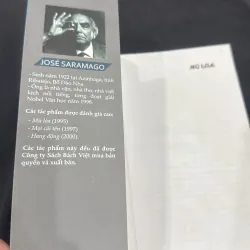 JOSÉ SARAMAGO
- Sinh năm 1922 tại Azinhaga, tỉnh
Ribatejo, Bồ Đào Nha.
- Ông là nhà văn, nhà thơ, nhà viết
kịch nổi tiếng, từng đoạt giải
Nobel Văn học năm 1998.
Các tác phẩm được đánh giá cao:
- Mù lòa (1995)
- Mọi cái tên (1997)
- Hang động (2000).
Các tác phẩm này đều đã được
Công ty Sách Bách Việt mua bản
quyền và xuất bản.
MÙ LÒA